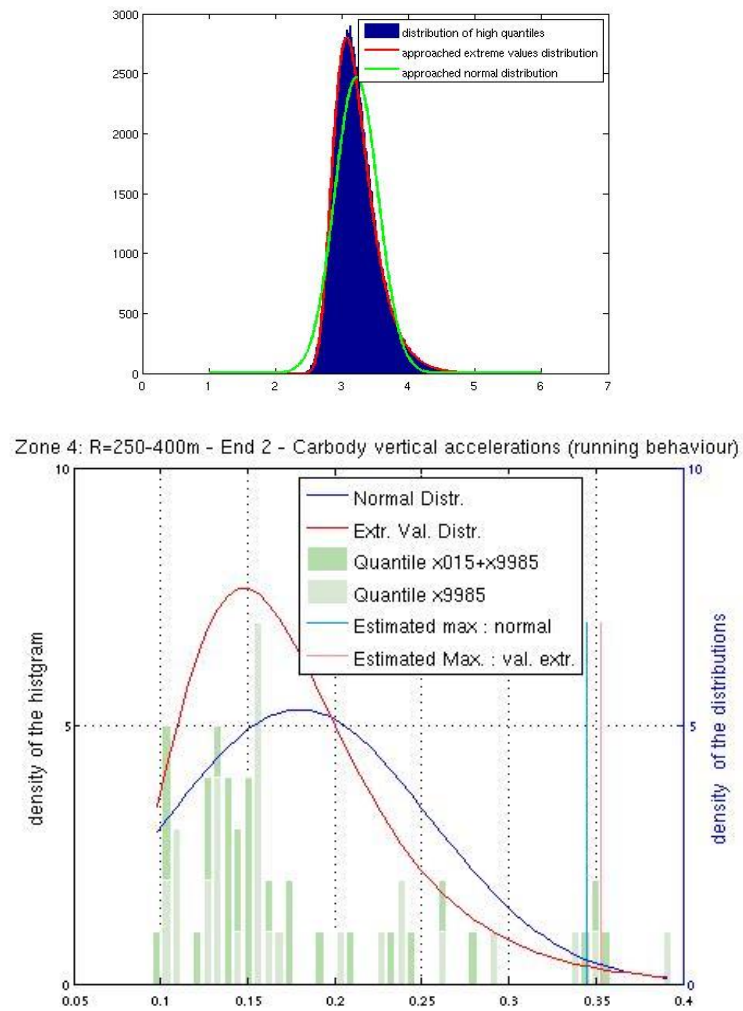 3000
2500
2000
1500
1000
500
0
distribution of high quantiles
approached extreme values distribution
approached normal distribution
0 1 2 3 4 5 6 7
Zone 4: R=250-400m - End 2 - Carbody vertical accelerations (running behaviour)
10
5
0
density of the histgram
Normal Distr.
Extr. Val. Distr.
Quantile x015+x9985
Quantile x9985
Estimated max : normal
Estimated Max. : val. extr.
10
5
0
density of the distributions
0.05 0.1 0.15 0.2 0.25 0.3 0.35 0.4